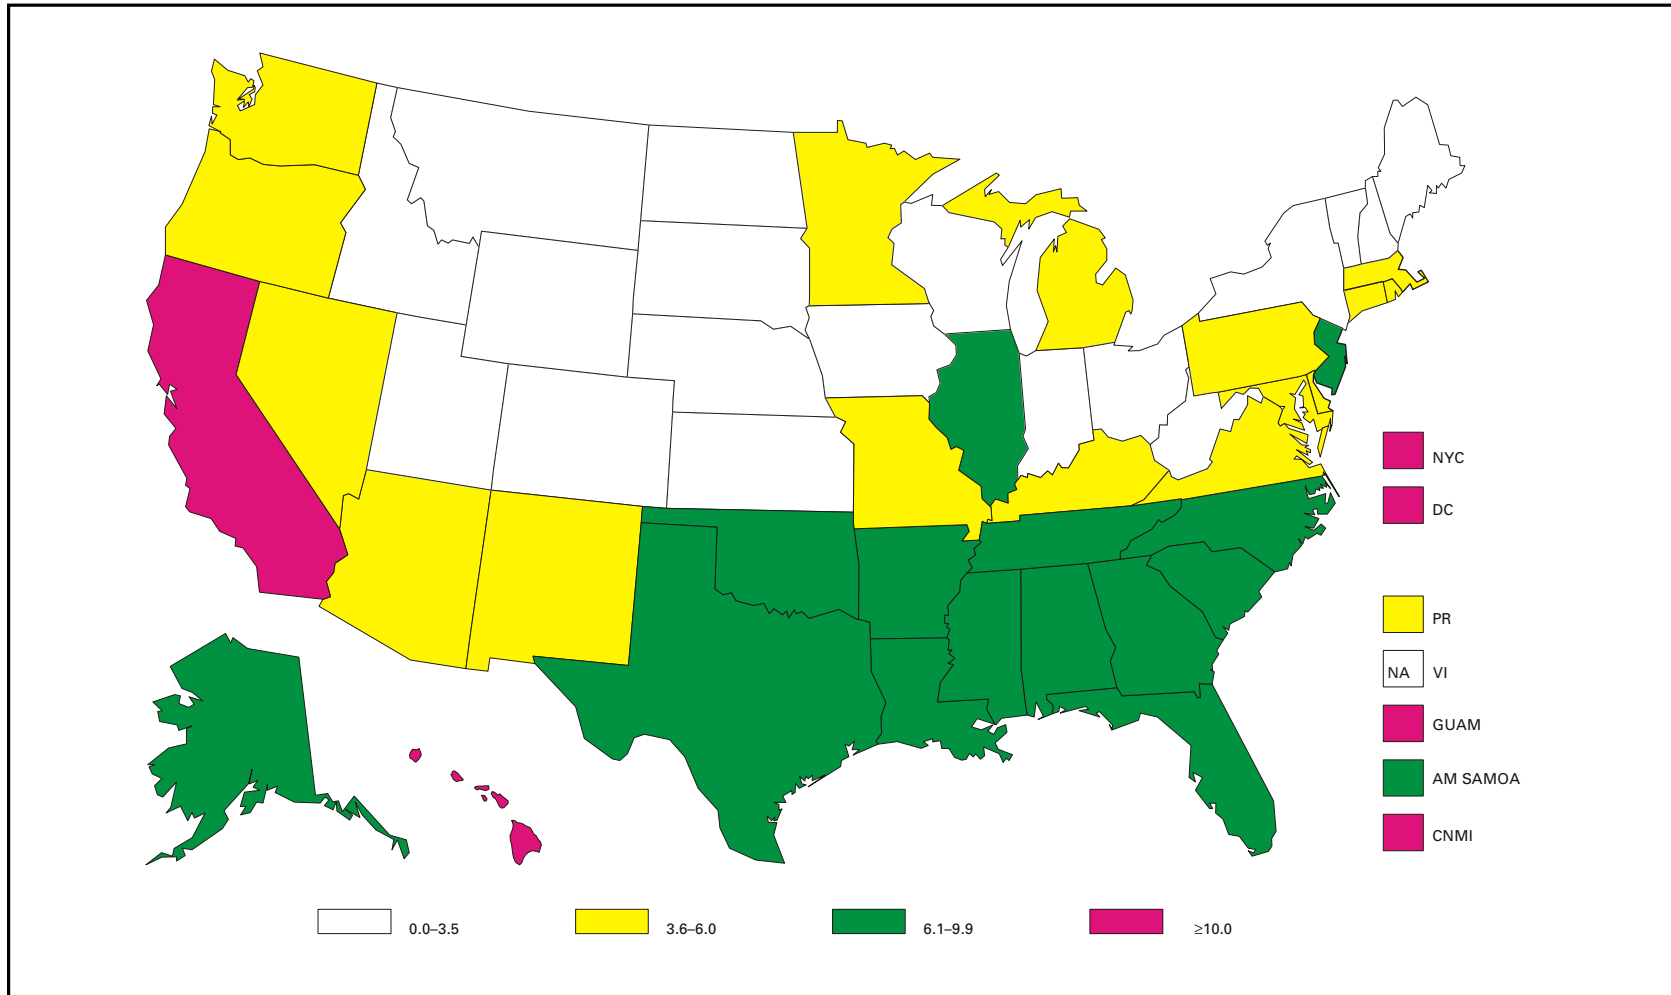 NYC
DC
PR
NA VI
GUAM
AM SAMOA
CNMI
0.0–3.5 3.6–6.0 6.1–9.9 ≥10.0